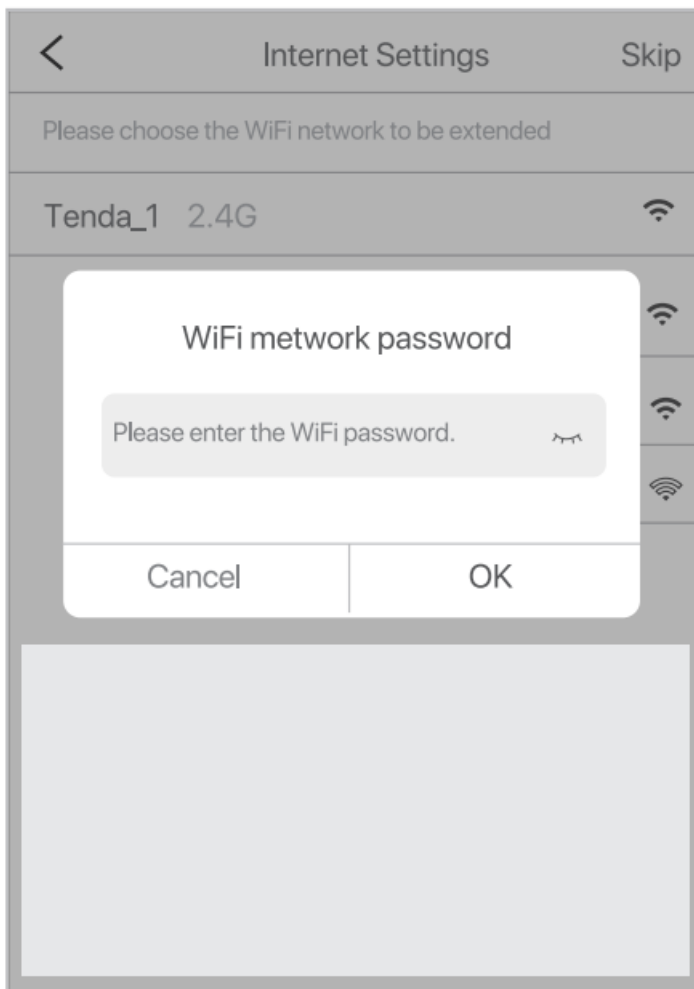 Internet Settings Skip
Please choose the WiFi network to be extended
Tenda_1 2.4G
WiFi metwork password
Please enter the WiFi password.
Cancel OK